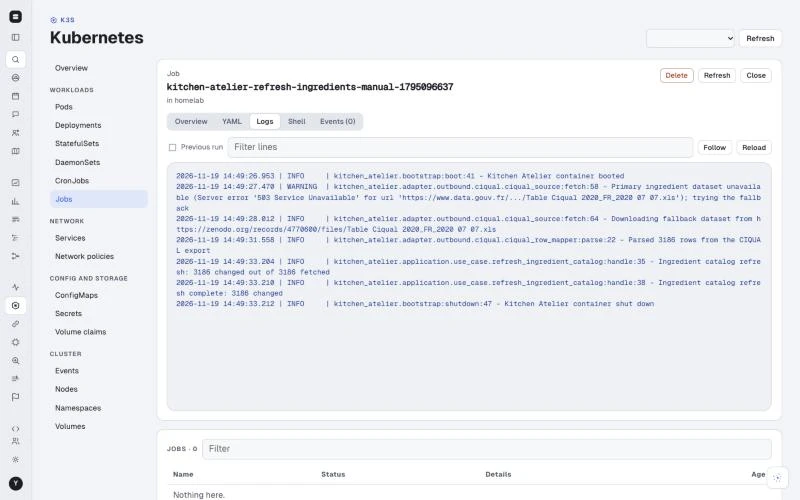 K3S
Kubernetes
Refresh
Overview
WORKLOADS
Pods
Deployments
StatefulSets
DaemonSets
CronJobs
Jobs
NETWORK
Services
Network policies
CONFIG AND STORAGE
ConfigMaps
Secrets
Volume claims
CLUSTER
Events
Nodes
Namespaces
Volumes
Job
kitchen-atelier-refresh-ingredients-manual-1795096637
in homelab
Delete Refresh Close
Overview YAML Logs Shell Events (0)
Previous run Filter lines Follow Reload
2026-11-19 14:49:26.953 | INFO | kitchen_atelier.bootstrap:boot:41 - Kitchen Atelier container booted
2026-11-19 14:49:27.470 | WARNING | kitchen_atelier.adapter.outbound.ciqual.ciqual_source:fetch:58 - Primary ingredient dataset unavaila
ble (Server error '503 Service Unavailable' for url 'https://www.data.gouv.fr/.../Table Ciqual 2020_FR_2020 07 07.xls'); trying the fallb
ack
2026-11-19 14:49:28.012 | INFO | kitchen_atelier.adapter.outbound.ciqual.ciqual_source:fetch:64 - Downloading fallback dataset from h
ttps://zenodo.org/records/4770600/files/Table Ciqual 2020_FR_2020 07 07.xls
2026-11-19 14:49:31.558 | INFO | kitchen_atelier.adapter.outbound.ciqual.ciqual_row_mapper:parse:22 - Parsed 3186 rows from the CIQUA
L export
2026-11-19 14:49:33.204 | INFO | kitchen_atelier.application.use_case.refresh_ingredient_catalog:handle:35 - Ingredient catalog refre
sh: 3186 changed out of 3186 fetched
2026-11-19 14:49:33.210 | INFO | kitchen_atelier.application.use_case.refresh_ingredient_catalog:handle:38 - Ingredient catalog refre
sh complete: 3186 changed
2026-11-19 14:49:33.212 | INFO | kitchen_atelier.bootstrap:shutdown:47 - Kitchen Atelier container shut down
JOBS · 0 Filter
Name Status Details Age
Nothing here.
Y